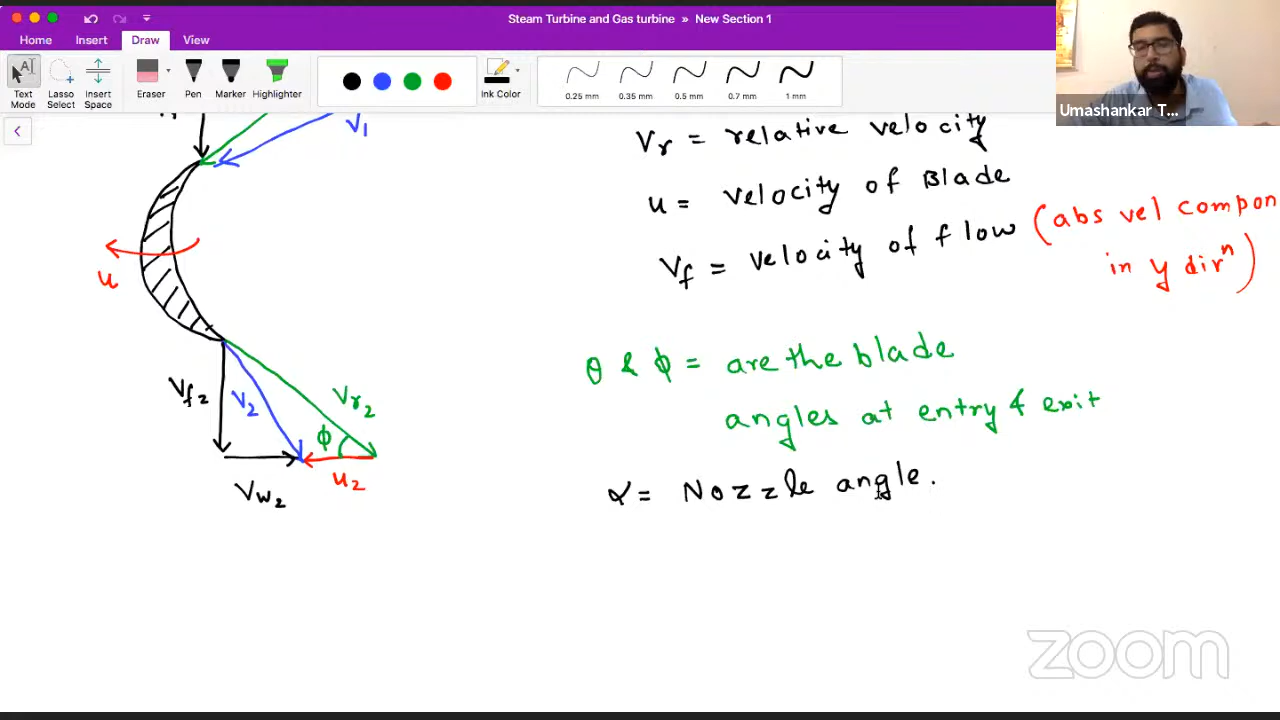 Steam Turbine and Gas turbine » New Section 1
Home Insert Draw View
Text Mode
Lasso Select
Insert Space
Eraser
Pen
Marker
Highlighter
Ink Color
0.25 mm
0.35 mm
0.5 mm
0.7 mm
1 mm
Umashankar T...
V1
u
Vf2
V2
Vr2
ϕ
Vw2
u2
Vr = relative velocity
u = velocity of Blade
Vf = velocity of flow (abs vel compon
in y dirⁿ)
θ & ϕ = are the blade
angles at entry & exit
α = Nozzle angle.
zoom